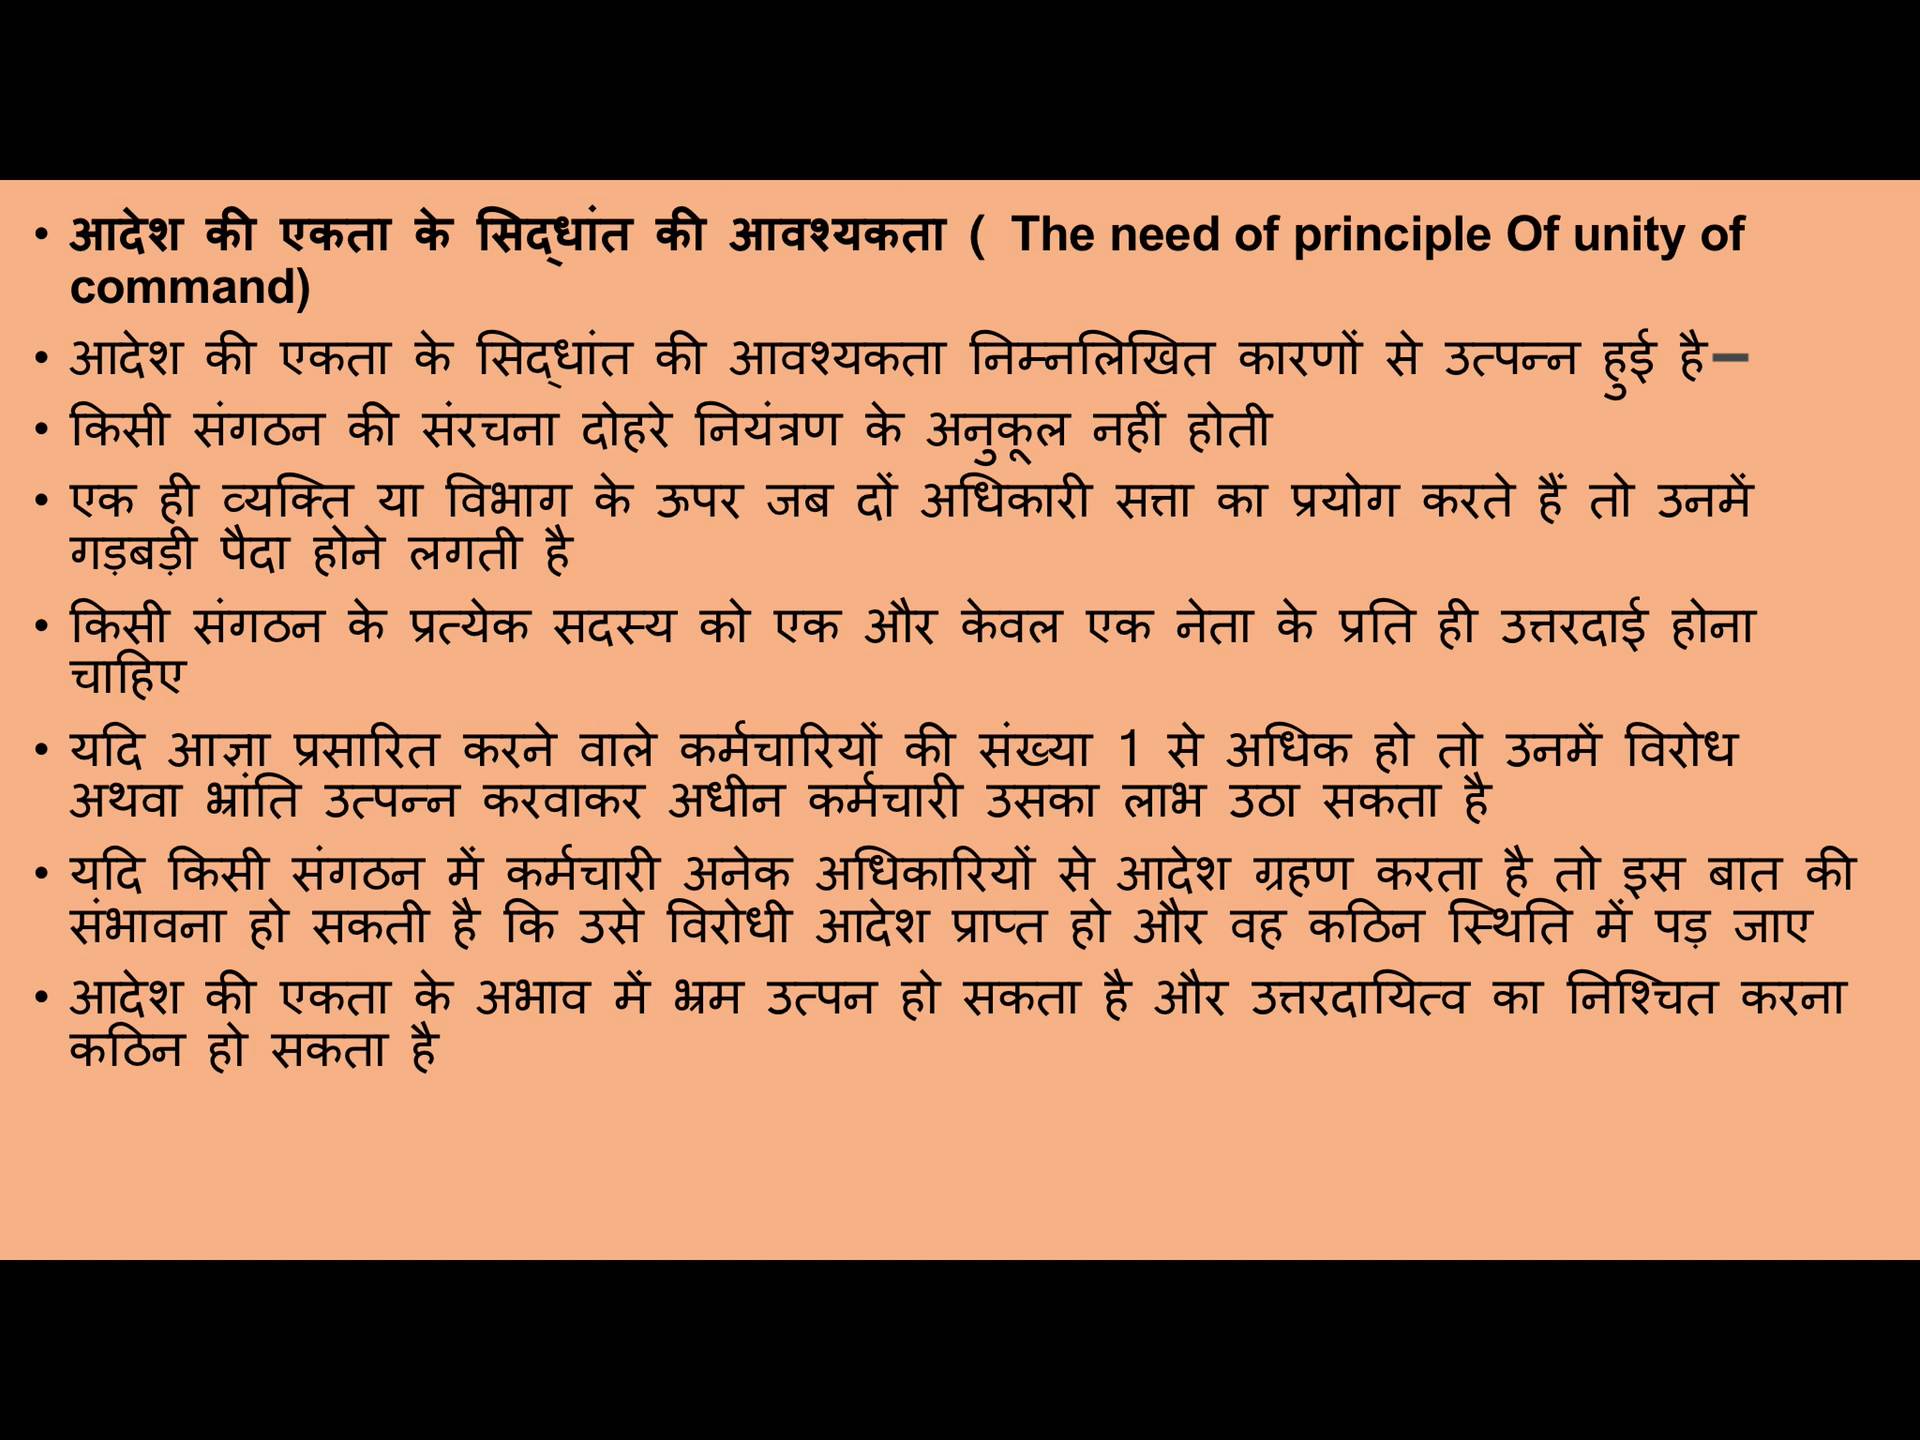 • आदेश की एकता के सिद्धांत की आवश्यकता ( The need of principle Of unity of
command)
• आदेश की एकता के सिद्धांत की आवश्यकता निम्नलिखित कारणों से उत्पन्न हुई है–
• किसी संगठन की संरचना दोहरे नियंत्रण के अनुकूल नहीं होती
• एक ही व्यक्ति या विभाग के ऊपर जब दों अधिकारी सत्ता का प्रयोग करते हैं तो उनमें
गड़बड़ी पैदा होने लगती है
• किसी संगठन के प्रत्येक सदस्य को एक और केवल एक नेता के प्रति ही उत्तरदाई होना
चाहिए
• यदि आज्ञा प्रसारित करने वाले कर्मचारियों की संख्या 1 से अधिक हो तो उनमें विरोध
अथवा भ्रांति उत्पन्न करवाकर अधीन कर्मचारी उसका लाभ उठा सकता है
• यदि किसी संगठन में कर्मचारी अनेक अधिकारियों से आदेश ग्रहण करता है तो इस बात की
संभावना हो सकती है कि उसे विरोधी आदेश प्राप्त हो और वह कठिन स्थिति में पड़ जाए
• आदेश की एकता के अभाव में भ्रम उत्पन हो सकता है और उत्तरदायित्व का निश्चित करना
कठिन हो सकता है